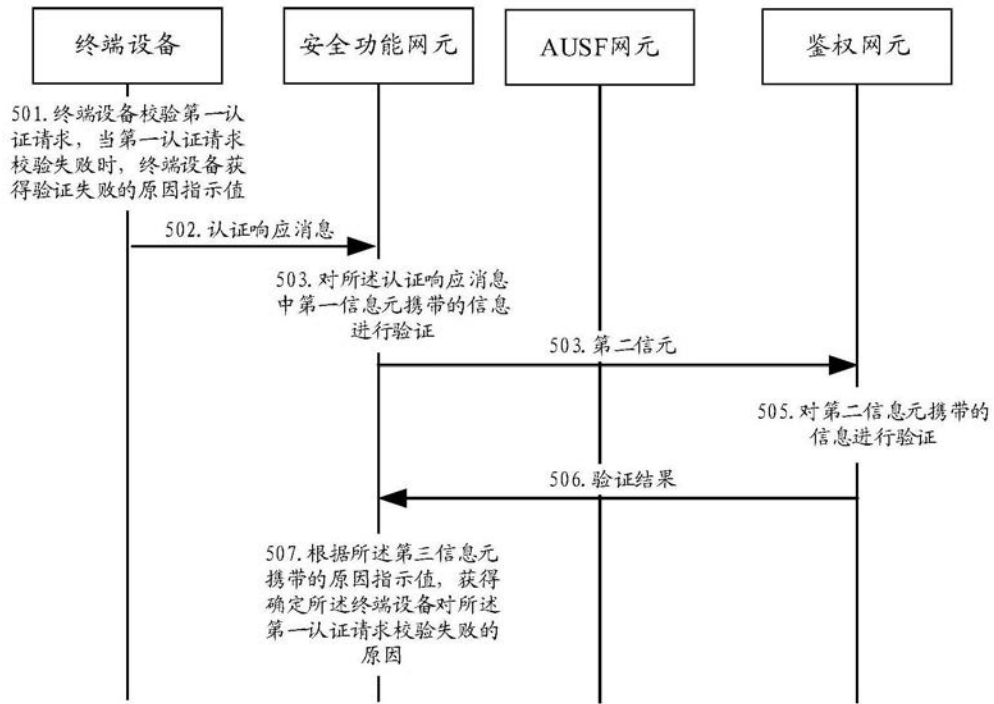 终端设备
安全功能网元
AUSF网元
鉴权网元
501.终端设备校验第一认
证请求，当第一认证请求
校验失败时，终端设备获
得验证失败的原因指示值
502.认证响应消息
503.对所述认证响应消息
中第一信息元携带的信息
进行验证
503.第二信元
505.对第二信息元携带的
信息进行验证
506.验证结果
507.根据所述第三信息元
携带的原因指示值，获得
确定所述终端设备对所述
第一认证请求校验失败的
原因